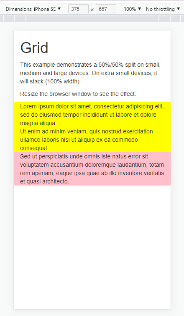 Dimensions: iPhone SE
375
x
667
100%
No throttling
Grid
This example demonstrates a 50%/50% split on small,
medium and large devices. On extra small devices, it
will stack (100% width).
Resize the browser window to see the effect.
Lorem ipsum dolor sit amet, consectetur adipisicing elit,
sed do eiusmod tempor incididunt ut labore et dolore
magna aliqua.
Ut enim ad minim veniam, quis nostrud exercitation
ullamco laboris nisi ut aliquip ex ea commodo
consequat.
Sed ut perspiciatis unde omnis iste natus error sit
voluptatem accusantium doloremque laudantium, totam
rem aperiam, eaque ipsa quae ab illo inventore veritatis
et quasi architecto.